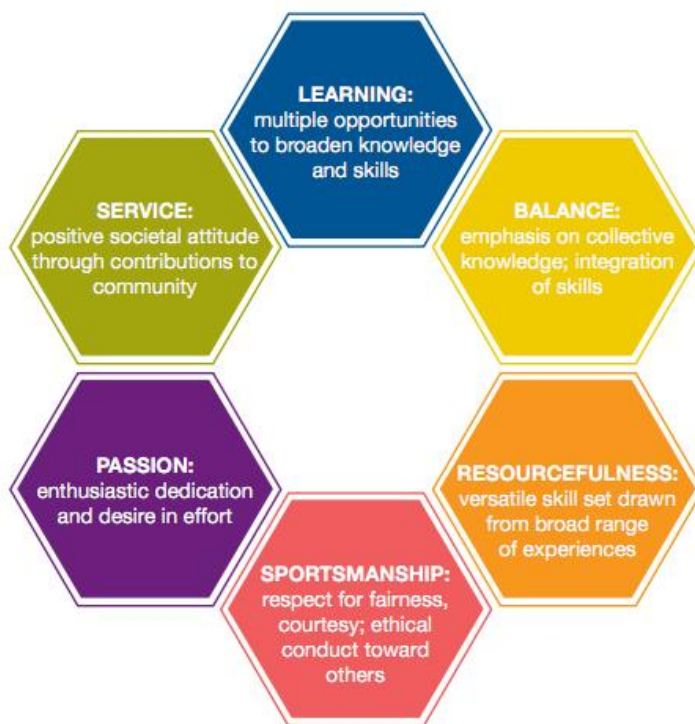 LEARNING:
multiple opportunities
to broaden knowledge
and skills
SERVICE:
positive societal attitude
through contributions to
community
BALANCE:
emphasis on collective
knowledge; integration
of skills
PASSION:
enthusiastic dedication
and desire in effort
RESOURCEFULNESS:
versatile skill set drawn
from broad range
of experiences
SPORTSMANSHIP:
respect for fairness,
courtesy; ethical
conduct toward
others